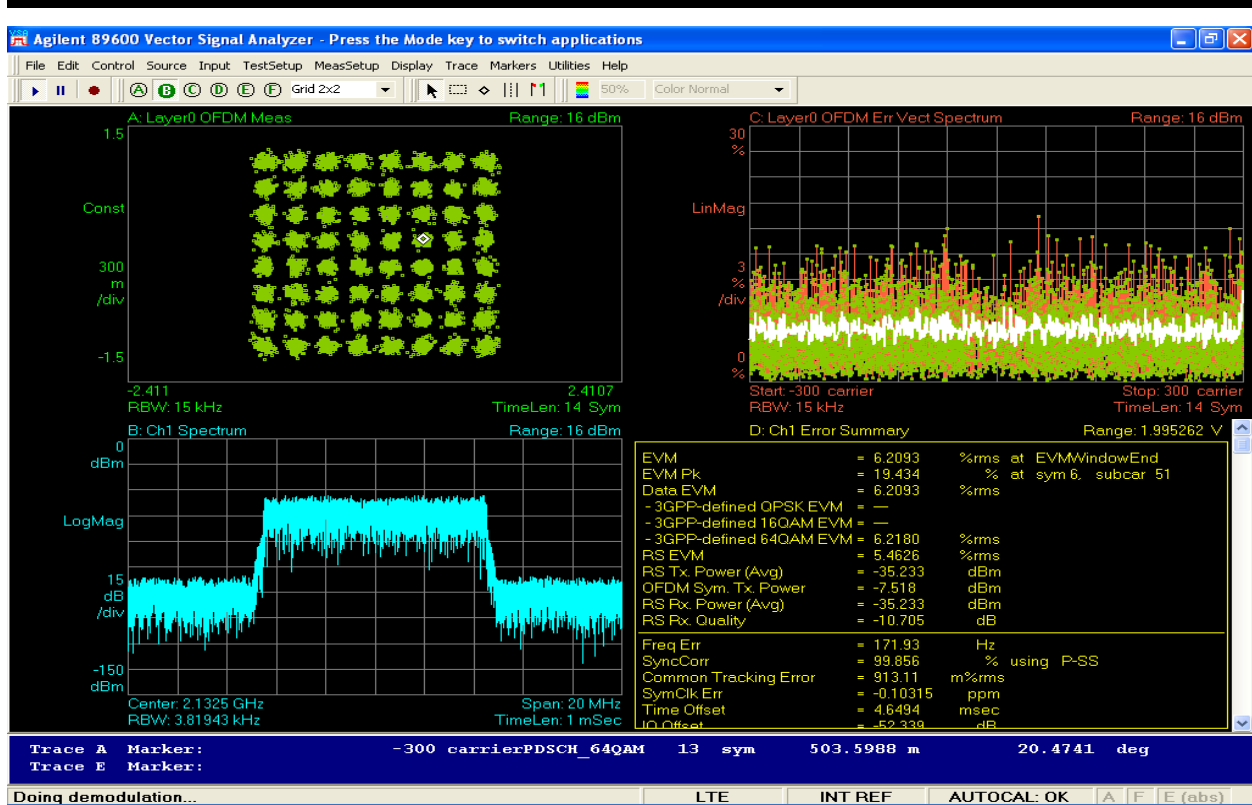 Agilent 89600 Vector Signal Analyzer - Press the Mode key to switch applications
File Edit Control Source Input TestSetup MeasSetup Display Trace Markers Utilities Help
A B C D E F Grid 2x2 50% Color Normal
A: Layer0 OFDM Meas Range: 16 dBm
1.5
Const
300
m
/div
-1.5
-2.411 2.4107
RBW: 15 kHz TimeLen: 14 Sym
C: Layer0 OFDM Err Vect Spectrum Range: 16 dBm
30
%
LinMag
3
%
/div
0
%
Start: -300 carrier Stop: 300 carrier
RBW: 15 kHz TimeLen: 14 Sym
B: Ch1 Spectrum Range: 16 dBm
0
dBm
LogMag
15
dB
/div
-150
dBm
Center: 2.1325 GHz Span: 20 MHz
RBW: 3.81943 kHz TimeLen: 1 mSec
D: Ch1 Error Summary Range: 1.995262 V
EVM = 6.2093 %rms at EVMWindowEnd
EVM Pk = 19.434 % at sym 6, subcar 51
Data EVM = 6.2093 %rms
- 3GPP-defined QPSK EVM = —
- 3GPP-defined 16QAM EVM = —
- 3GPP-defined 64QAM EVM = 6.2180 %rms
RS EVM = 5.4626 %rms
RS Tx. Power (Avg) = -35.233 dBm
OFDM Sym. Tx. Power = -7.518 dBm
RS Rx. Power (Avg) = -35.233 dBm
RS Rx. Quality = -10.705 dB
Freq Err = 171.93 Hz
SyncCorr = 99.856 % using P-SS
Common Tracking Error = 913.11 m%rms
SymClk Err = -0.10315 ppm
Time Offset = 4.6494 msec
IQ Offset = -52.339 dB
Trace A Marker: -300 carrierPDSCH_64QAM 13 sym 503.5988 m 20.4741 deg
Trace E Marker:
Doing demodulation... LTE INT REF AUTOCAL: OK A F E (abs)